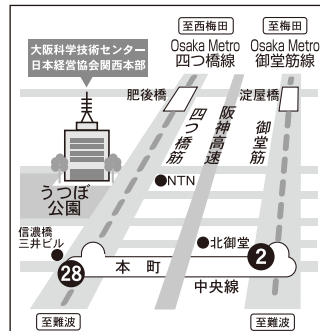 至西梅田
至梅田
Osaka Metro
四つ橋線
Osaka Metro
御堂筋線
大阪科学技術センター
日本経営協会関西本部
肥後橋
淀屋橋
四つ橋筋
阪神高速
御堂筋
うつぼ
公園
NTN
信濃橋
三井ビル
北御堂
2
28
本町
中央線
至難波
至難波